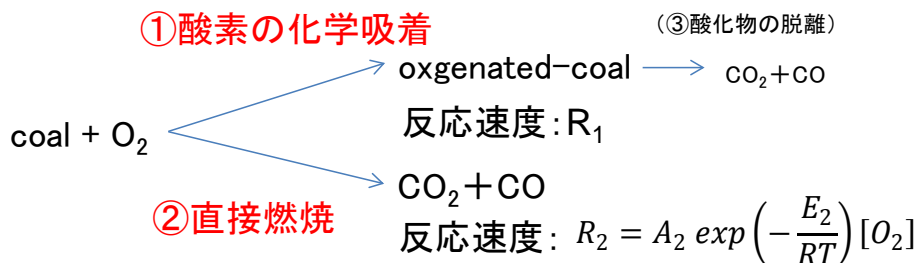 ①酸素の化学吸着
(③酸化物の脱離)
oxgenated-coal → CO₂+CO
反応速度:R₁
coal + O₂
CO₂+CO
②直接燃焼
反応速度: R₂ = A₂ exp(−E₂/RT)[O₂]